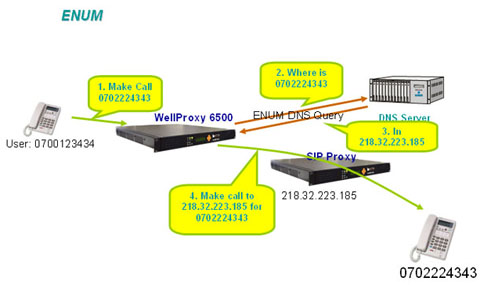 ENUM
1. Make Call
0702224343
2. Where is
0702224343
WellProxy 6500
ENUM DNS Query
DNS Server
3. In
218.32.223.185
User: 0700123434
SIP Proxy
4. Make call to
218.32.223.185 for
0702224343
218.32.223.185
0702224343